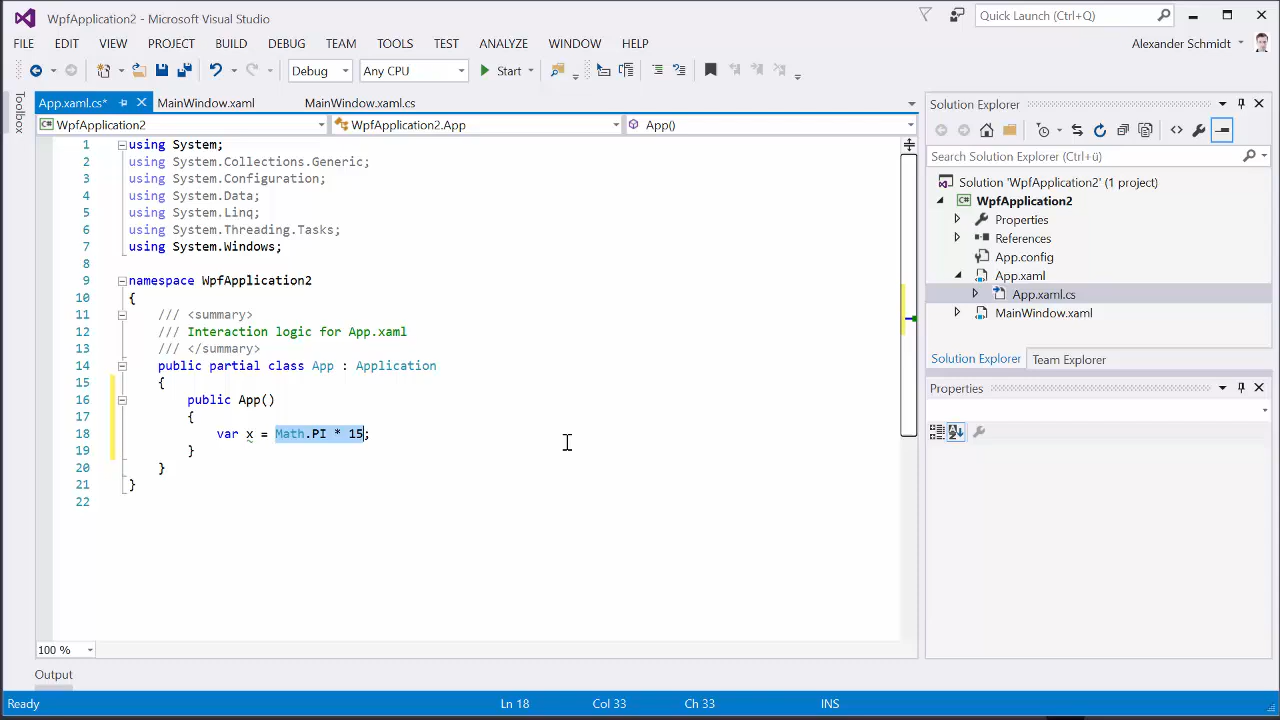 WpfApplication2 - Microsoft Visual Studio
Quick Launch (Ctrl+Q)
FILE EDIT VIEW PROJECT BUILD DEBUG TEAM TOOLS TEST ANALYZE WINDOW HELP
Alexander Schmidt
Debug Any CPU Start
Toolbox
App.xaml.cs* MainWindow.xaml MainWindow.xaml.cs
WpfApplication2 WpfApplication2.App App()
1 using System;
2 using System.Collections.Generic;
3 using System.Configuration;
4 using System.Data;
5 using System.Linq;
6 using System.Threading.Tasks;
7 using System.Windows;
8
9 namespace WpfApplication2
10 {
11 /// <summary>
12 /// Interaction logic for App.xaml
13 /// </summary>
14 public partial class App : Application
15 {
16 public App()
17 {
18 var x = Math.PI * 15;
19 }
20 }
21 }
22
100 %
Output
Solution Explorer
Search Solution Explorer (Ctrl+ü)
Solution 'WpfApplication2' (1 project)
WpfApplication2
Properties
References
App.config
App.xaml
App.xaml.cs
MainWindow.xaml
Solution Explorer Team Explorer
Properties
Ready Ln 18 Col 33 Ch 33 INS